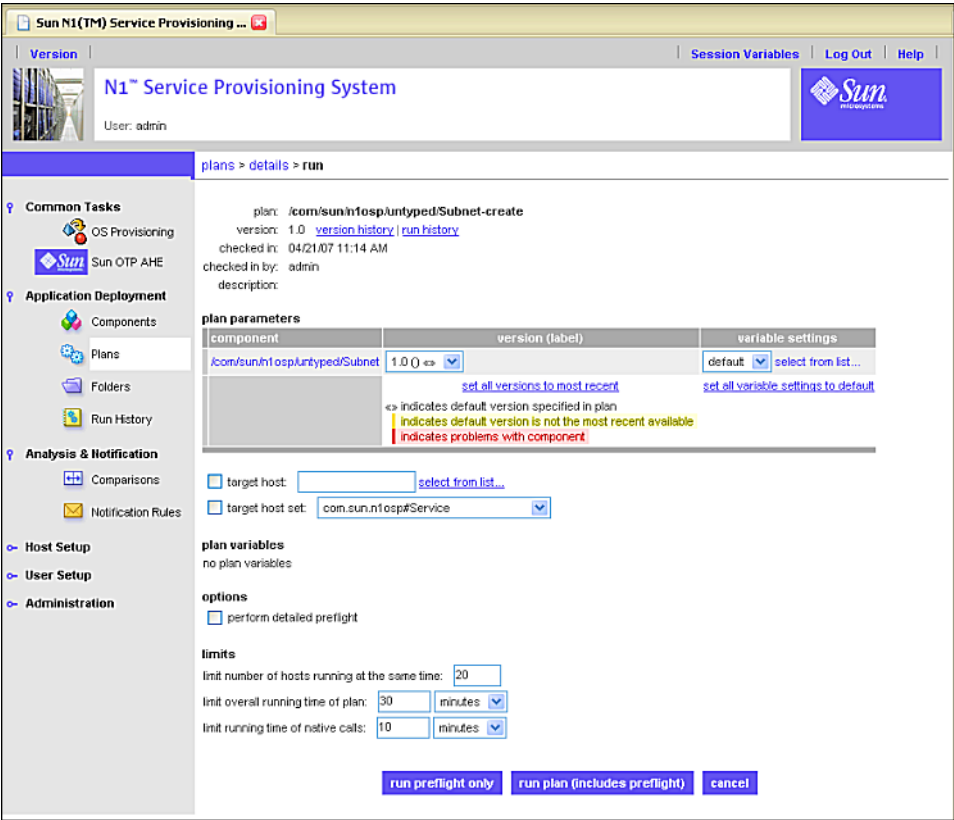 Sun N1(TM) Service Provisioning ...
Version
Session Variables | Log Out | Help
N1™ Service Provisioning System
User: admin
Sun
microsystems
plans > details > run
Common Tasks
OS Provisioning
Sun Sun OTP AHE
Application Deployment
Components
Plans
Folders
Run History
Analysis & Notification
Comparisons
Notification Rules
Host Setup
User Setup
Administration
plan: /com/sun/n1osp/untyped/Subnet-create
version: 1.0 version history | run history
checked in: 04/21/07 11:14 AM
checked in by: admin
description:
plan parameters
component version (label) variable settings
/com/sun/n1osp/untyped/Subnet 1.0 () <=> default select from list...
set all versions to most recent set all variable settings to default
<=> indicates default version specified in plan
indicates default version is not the most recent available
indicates problems with component
target host: select from list...
target host set: com.sun.n1osp#Service
plan variables
no plan variables
options
perform detailed preflight
limits
limit number of hosts running at the same time: 20
limit overall running time of plan: 30 minutes
limit running time of native calls: 10 minutes
run preflight only run plan (includes preflight) cancel